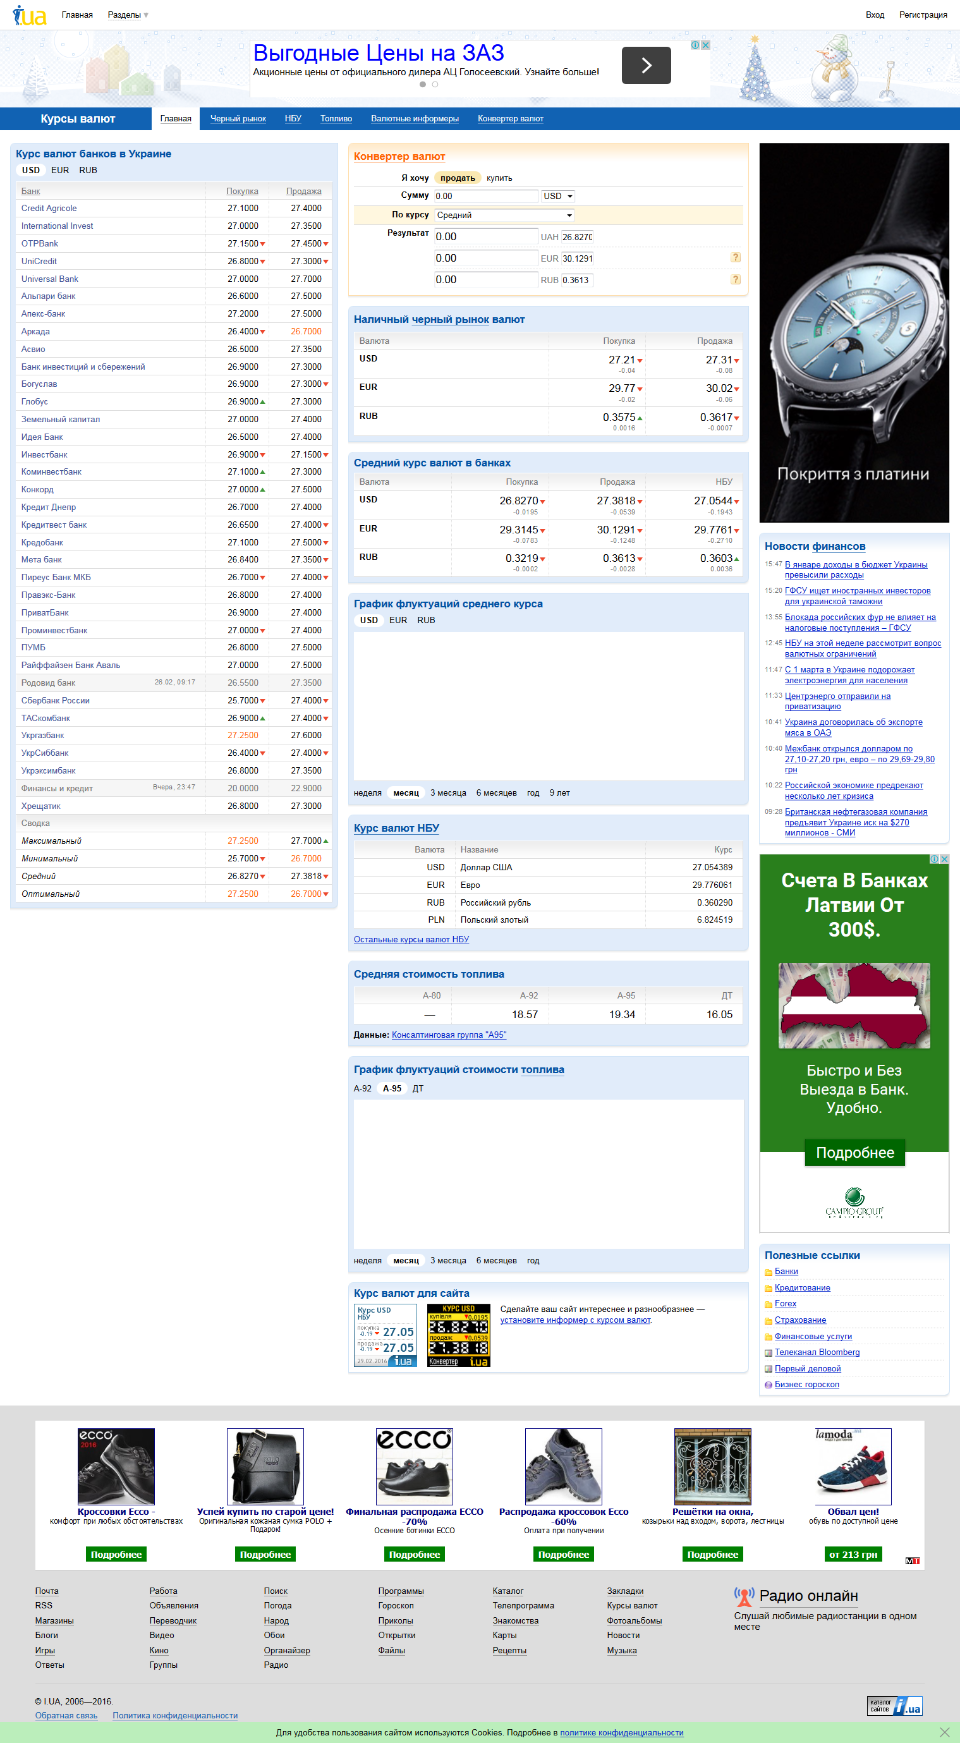 i.ua Главная Разделы Вход Регистрация
Выгодные Цены на ЗАЗ
Акционные цены от официального дилера АЦ Голосеевский. Узнайте больше!
Курсы валют Главная Черный рынок НБУ Топливо Валютные информеры Конвертер валют
Курс валют банков в Украине
USD EUR RUB
Банк Покупка Продажа
Credit Agricole 27.1000 27.4000
International Invest 27.0000 27.3500
OTPBank 27.1500 27.4500
UniCredit 26.8000 27.3000
Universal Bank 27.0000 27.7000
Альпари банк 26.6000 27.5000
Апекс-банк 27.2000 27.5000
Аркада 26.4000 26.7000
Асвио 26.5000 27.3500
Банк инвестиций и сбережений 26.9000 27.3000
Богуслав 26.9000 27.3000
Глобус 26.9000 27.3000
Земельный капитал 27.0000 27.4000
Идея Банк 26.5000 27.4000
Инвестбанк 26.9000 27.1500
Коминвестбанк 27.1000 27.3000
Конкорд 27.0000 27.5000
Кредит Днепр 26.7000 27.4000
Кредитвест банк 26.6500 27.4000
Кредобанк 27.1000 27.5000
Мета банк 26.8400 27.3500
Пиреус Банк МКБ 26.7000 27.4000
Правэкс-Банк 26.8000 27.4000
ПриватБанк 26.9000 27.4000
Проминвестбанк 27.0000 27.4000
ПУМБ 26.8000 27.5000
Райффайзен Банк Аваль 27.0000 27.5000
Родовид банк 26.02, 09:17 26.5500 27.3500
Сбербанк России 25.7000 27.4000
ТАСкомбанк 26.9000 27.4000
Укргазбанк 27.2500 27.6000
УкрСиббанк 26.4000 27.4000
Укрэксимбанк 26.8000 27.3500
Финансы и кредит Вчера, 23:47 20.0000 22.9000
Хрещатик 26.8000 27.3000
Сводка
Максимальный 27.2500 27.7000
Минимальный 25.7000 26.7000
Средний 26.8270 27.3818
Оптимальный 27.2500 26.7000
Конвертер валют
Я хочу продать купить
Сумму 0.00 USD
По курсу Средний
Результат 0.00 UAH 26.8270
0.00 EUR 30.1291 ?
0.00 RUB 0.3613 ?
Наличный черный рынок валют
Валюта Покупка Продажа
USD 27.21 27.31
-0.04 -0.08
EUR 29.77 30.02
-0.02 -0.06
RUB 0.3575 0.3617
0.0016 -0.0007
Средний курс валют в банках
Валюта Покупка Продажа НБУ
USD 26.8270 27.3818 27.0544
-0.0195 -0.0539 -0.1943
EUR 29.3145 30.1291 29.7761
-0.0783 -0.1248 -0.2710
RUB 0.3219 0.3613 0.3603
-0.0002 -0.0028 0.0036
График флуктуаций среднего курса
USD EUR RUB
неделя месяц 3 месяца 6 месяцев год 9 лет
Курс валют НБУ
Валюта Название Курс
USD Доллар США 27.054389
EUR Евро 29.776061
RUB Российский рубль 0.360290
PLN Польский злотый 6.824519
Остальные курсы валют НБУ
Средняя стоимость топлива
А-80 А-92 А-95 ДТ
— 18.57 19.34 16.05
Данные: Консалтинговая группа "А95"
График флуктуаций стоимости топлива
А-92 А-95 ДТ
неделя месяц 3 месяца 6 месяцев год
Курс валют для сайта
Курс USD
НБУ
покупка
-0.19 27.05
продажа
-0.19 27.05
29.02.2016 i.ua
КУРС USD
купівля 0.0195
26.8270
продаж 0.0539
27.3818
Конвертер i.ua
Сделайте ваш сайт интереснее и разнообразнее —
установите информер с курсом валют.
Покриття з платини
Новости финансов
15:47 В январе доходы в бюджет Украины
превысили расходы
15:20 ГФСУ ищет иностранных инвесторов
для украинской таможни
13:55 Блокада российских фур не влияет на
налоговые поступления – ГФСУ
12:45 НБУ на этой неделе рассмотрит вопрос
валютных ограничений
11:47 С 1 марта в Украине подорожает
электроэнергия для населения
11:33 Центрэнерго отправили на
приватизацию
10:41 Украина договорилась об экспорте
мяса в ОАЭ
10:40 Межбанк открылся долларом по
27,10-27,20 грн, евро – по 29,69-29,80
грн
10:22 Российской экономике предрекают
несколько лет кризиса
09:28 Британская нефтегазовая компания
предъявит Украине иск на $270
миллионов - СМИ
Счета В Банках
Латвии От
300$.
Быстро и Без
Выезда в Банк.
Удобно.
Подробнее
CAMPIO GROUP
Полезные ссылки
Банки
Кредитование
Forex
Страхование
Финансовые услуги
Телеканал Bloomberg
Первый деловой
Бизнес гороскоп
ecco
2016
Кроссовки Ecco -
комфорт при любых обстоятельствах
Подробнее
Успей купить по старой цене!
Оригинальная кожаная сумка POLO +
Подарок!
Подробнее
ecco
Финальная распродажа ECCO
-70%
Осенние ботинки ECCO
Подробнее
Распродажа кроссовок Ecco
-60%
Оплата при получении
Подробнее
Решётки на окна,
козырьки над входом, ворота, лестницы
Подробнее
lamoda
Обвал цен!
обувь по доступной цене
от 213 грн
МТ
Почта Работа Поиск Программы Каталог Закладки
RSS Объявления Погода Гороскоп Телепрограмма Курсы валют
Магазины Переводчик Народ Приколы Знакомства Фотоальбомы
Блоги Видео Обои Открытки Карты Новости
Игры Кино Органайзер Файлы Рецепты Музыка
Ответы Группы Радио
Радио онлайн
Слушай любимые радиостанции в одном
месте
© I.UA, 2006—2016.
Обратная связь Политика конфиденциальности
каталог
сайтов i.ua
Для удобства пользования сайтом используются Cookies. Подробнее в политике конфиденциальности